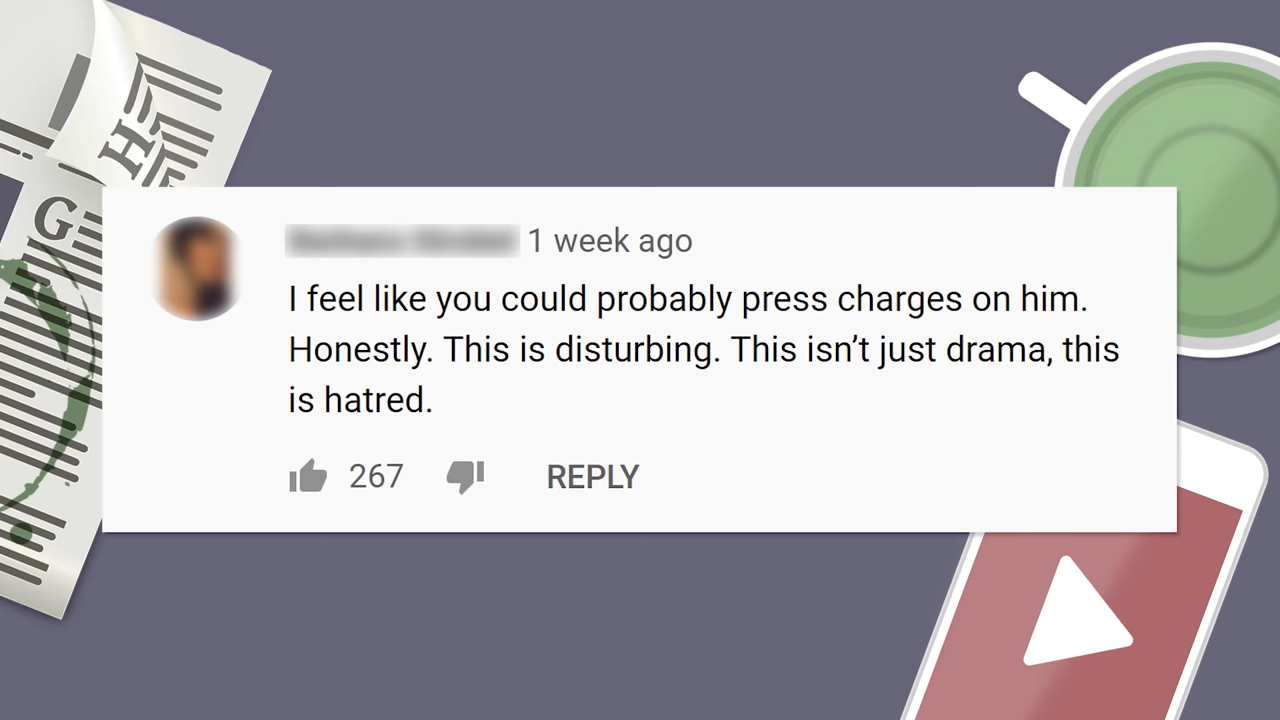 H
G
1 week ago
I feel like you could probably press charges on him.
Honestly. This is disturbing. This isn’t just drama, this
is hatred.
267 REPLY